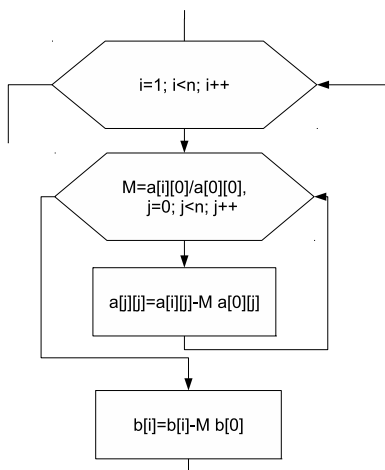 i=1; i<n; i++
M=a[i][0]/a[0][0],
j=0; j<n; j++
a[j][j]=a[i][j]-M a[0][j]
b[i]=b[i]-M b[0]